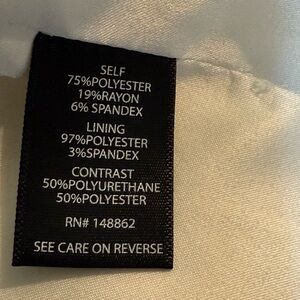 SELF
75%POLYESTER
19%RAYON
6% SPANDEX
LINING
97%POLYESTER
3%SPANDEX
CONTRAST
50%POLYURETHANE
50%POLYESTER
RN# 148862
SEE CARE ON REVERSE